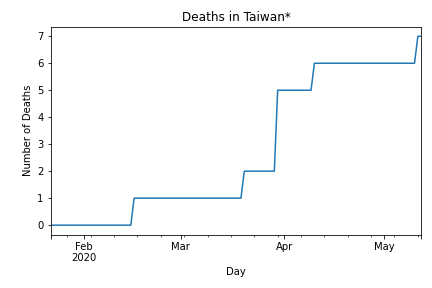 Deaths in Taiwan*
7
6
5
4
3
2
1
0
Number of Deaths
Feb
2020
Mar
Apr
May
Day